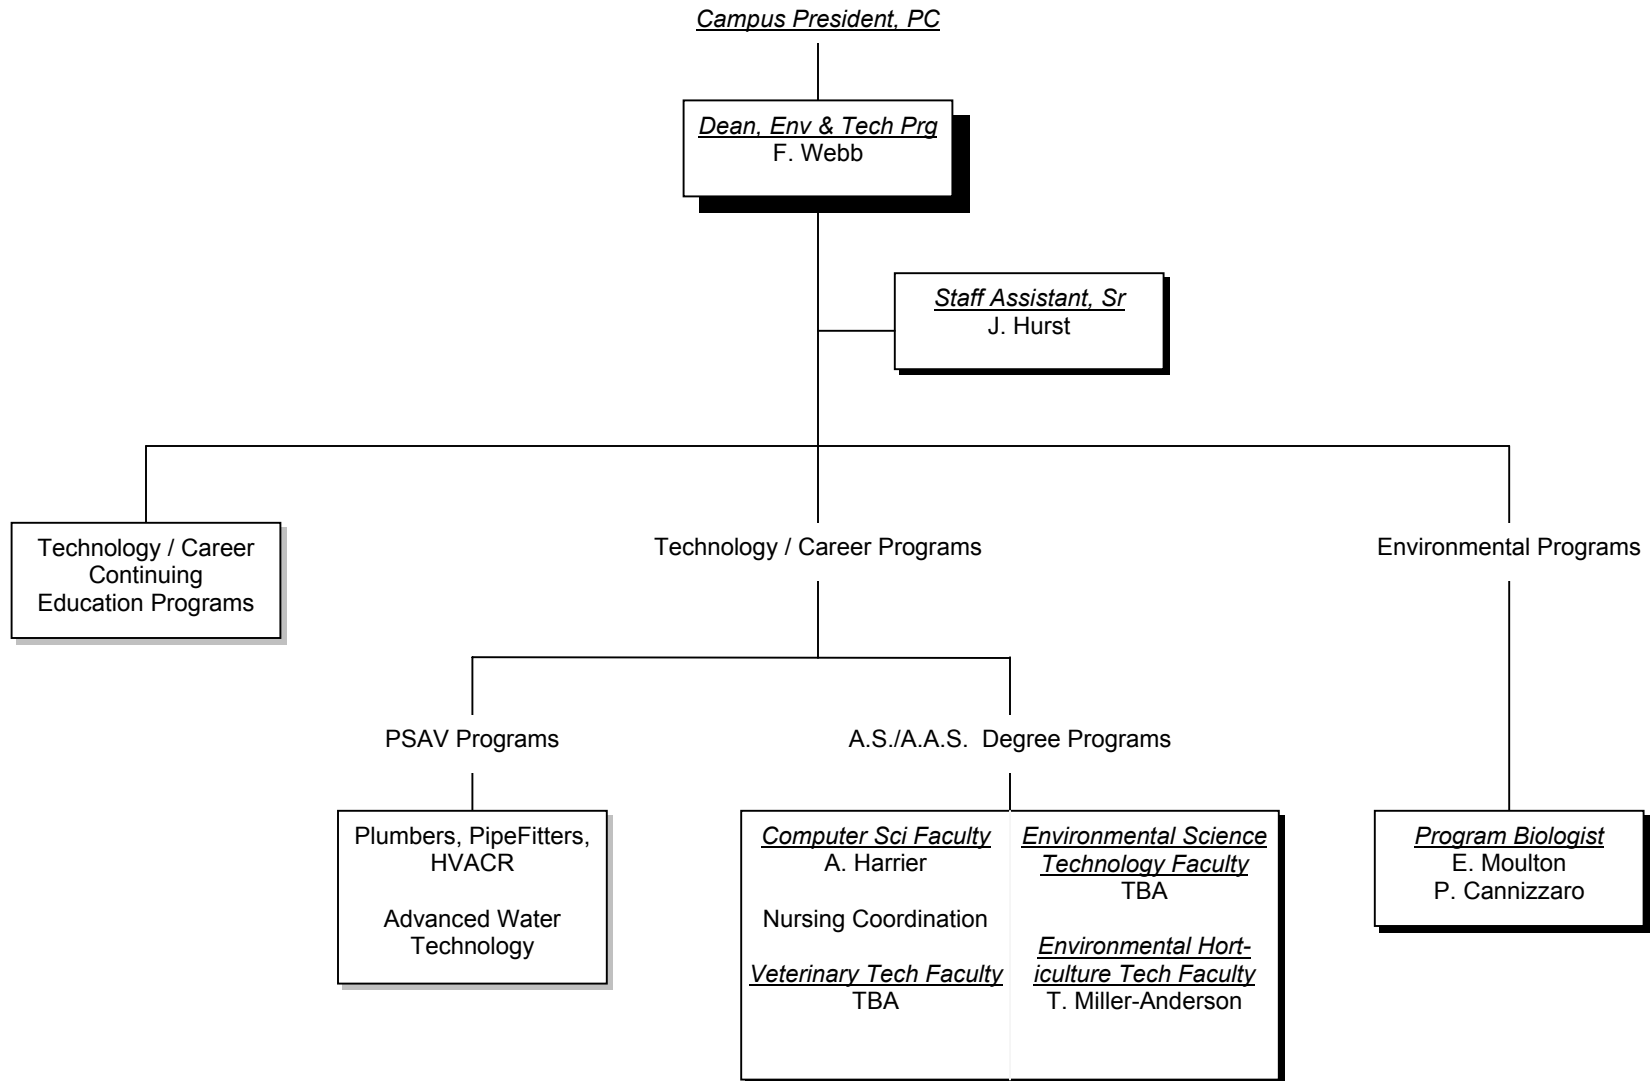 Campus President, PC
Dean, Env & Tech Prg
F. Webb
Staff Assistant, Sr
J. Hurst
Technology / Career
Continuing
Education Programs
Technology / Career Programs
Environmental Programs
PSAV Programs
A.S./A.A.S. Degree Programs
Plumbers, PipeFitters,
HVACR
Advanced Water
Technology
Computer Sci Faculty
A. Harrier
Nursing Coordination
Veterinary Tech Faculty
TBA
Environmental Science
Technology Faculty
TBA
Environmental Hort-
iculture Tech Faculty
T. Miller-Anderson
Program Biologist
E. Moulton
P. Cannizzaro